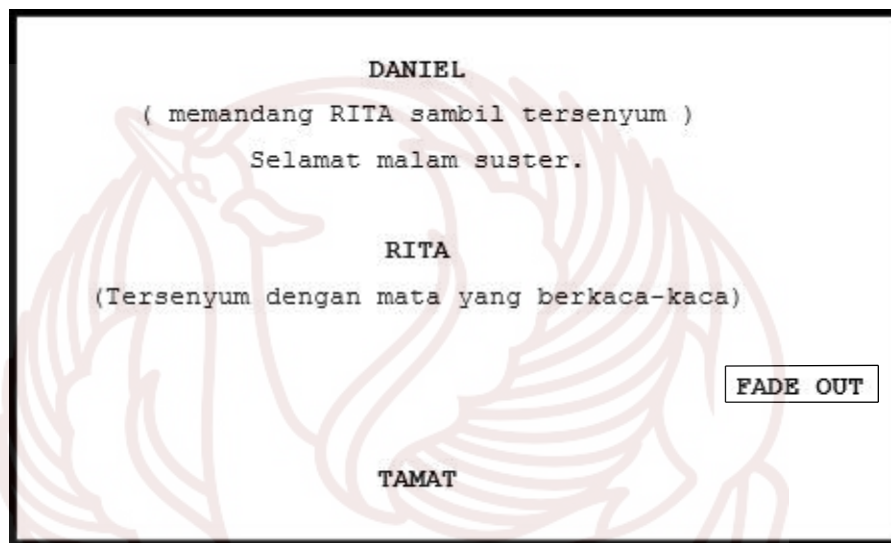 DANIEL
( memandang RITA sambil tersenyum )
Selamat malam suster.
RITA
(Tersenyum dengan mata yang berkaca-kaca)
FADE OUT
TAMAT